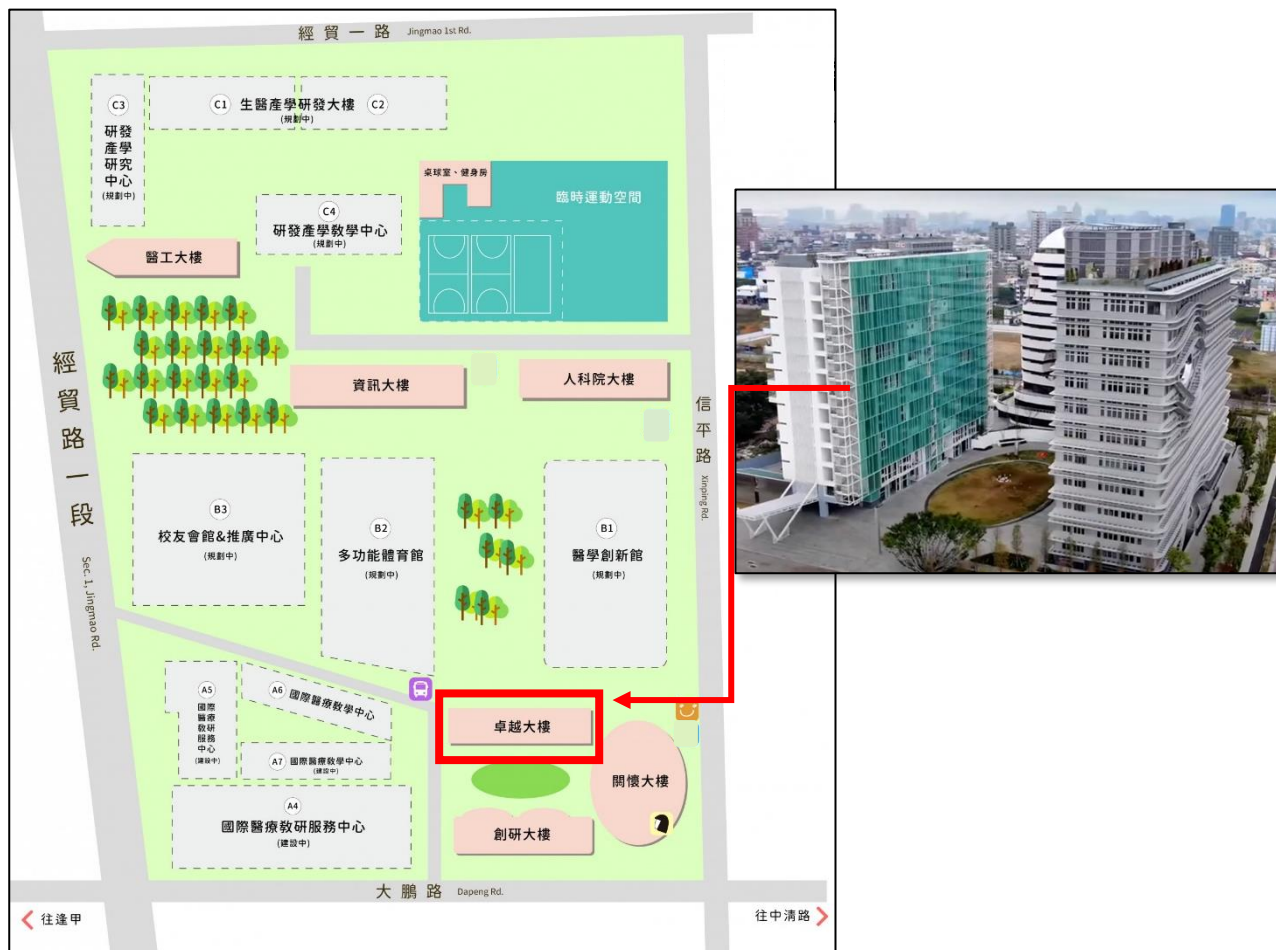 經貿一路 Jingmao 1st Rd.
C3
研發
產學
研究
中心
(規劃中)
C1 生醫產學研發大樓 C2
(規劃中)
桌球室、健身房
臨時運動空間
C4
研發產學教學中心
(規劃中)
醫工大樓
經貿路一段
Sec. 1, Jingmao Rd.
資訊大樓
人科院大樓
信平路
Xinping Rd.
B3
校友會館&推廣中心
(規劃中)
B2
多功能體育館
(規劃中)
B1
醫學創新館
(規劃中)
A5
國際
醫療
教研
服務
中心
(建設中)
A6 國際醫療教學中心
A7 國際醫療教學中心
(建設中)
A4
國際醫療教研服務中心
(建設中)
卓越大樓
關懷大樓
創研大樓
大鵬路 Dapeng Rd.
往逢甲
往中清路